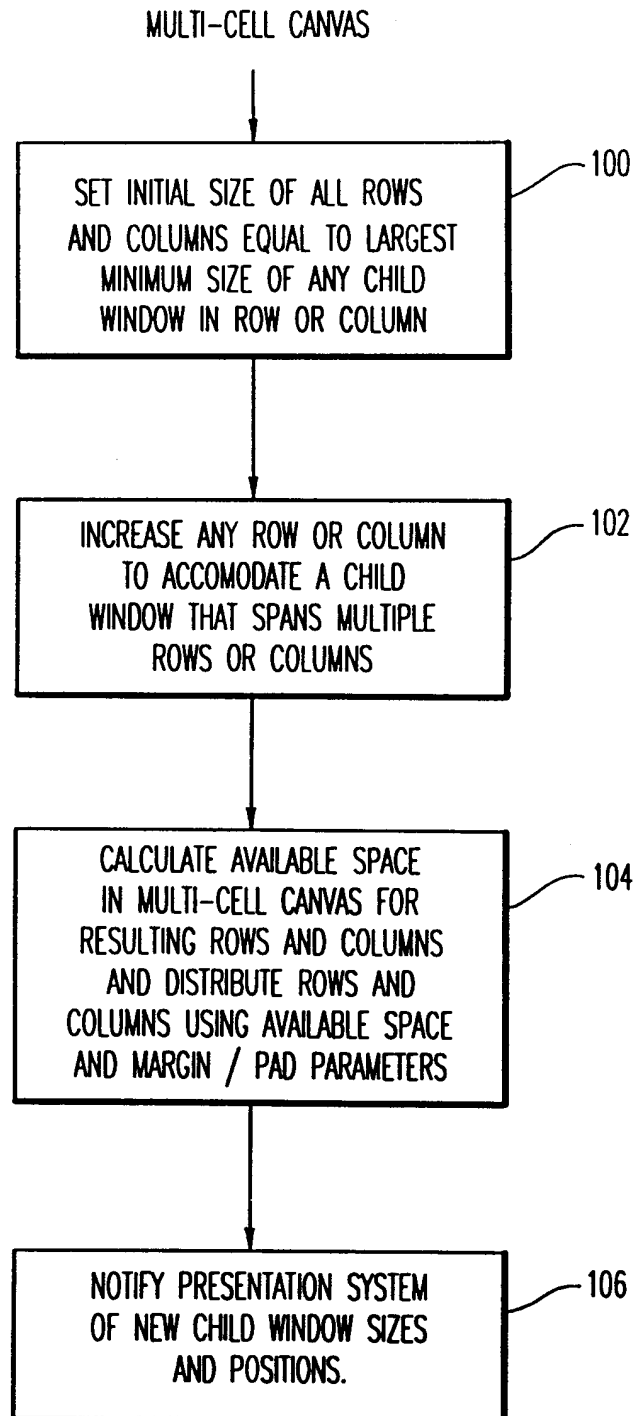 MULTI-CELL CANVAS
100
SET INITIAL SIZE OF ALL ROWS
AND COLUMNS EQUAL TO LARGEST
MINIMUM SIZE OF ANY CHILD
WINDOW IN ROW OR COLUMN
102
INCREASE ANY ROW OR COLUMN
TO ACCOMODATE A CHILD
WINDOW THAT SPANS MULTIPLE
ROWS OR COLUMNS
104
CALCULATE AVAILABLE SPACE
IN MULTI-CELL CANVAS FOR
RESULTING ROWS AND COLUMNS
AND DISTRIBUTE ROWS AND
COLUMNS USING AVAILABLE SPACE
AND MARGIN / PAD PARAMETERS
106
NOTIFY PRESENTATION SYSTEM
OF NEW CHILD WINDOW SIZES
AND POSITIONS.